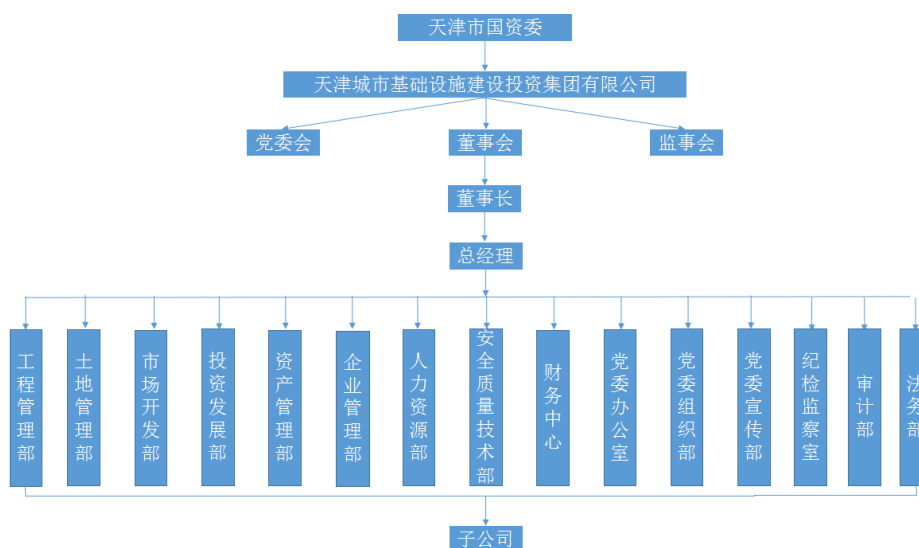 天津市国资委
天津城市基础设施建设投资集团有限公司
党委会
董事会
监事会
董事长
总经理
工程管理部
土地管理部
市场开发部
投资发展部
资产管理部
企业管理部
人力资源部
安全质量技术部
财务中心
党委办公室
党委组织部
党委宣传部
纪检监察室
审计部
法务部
子公司